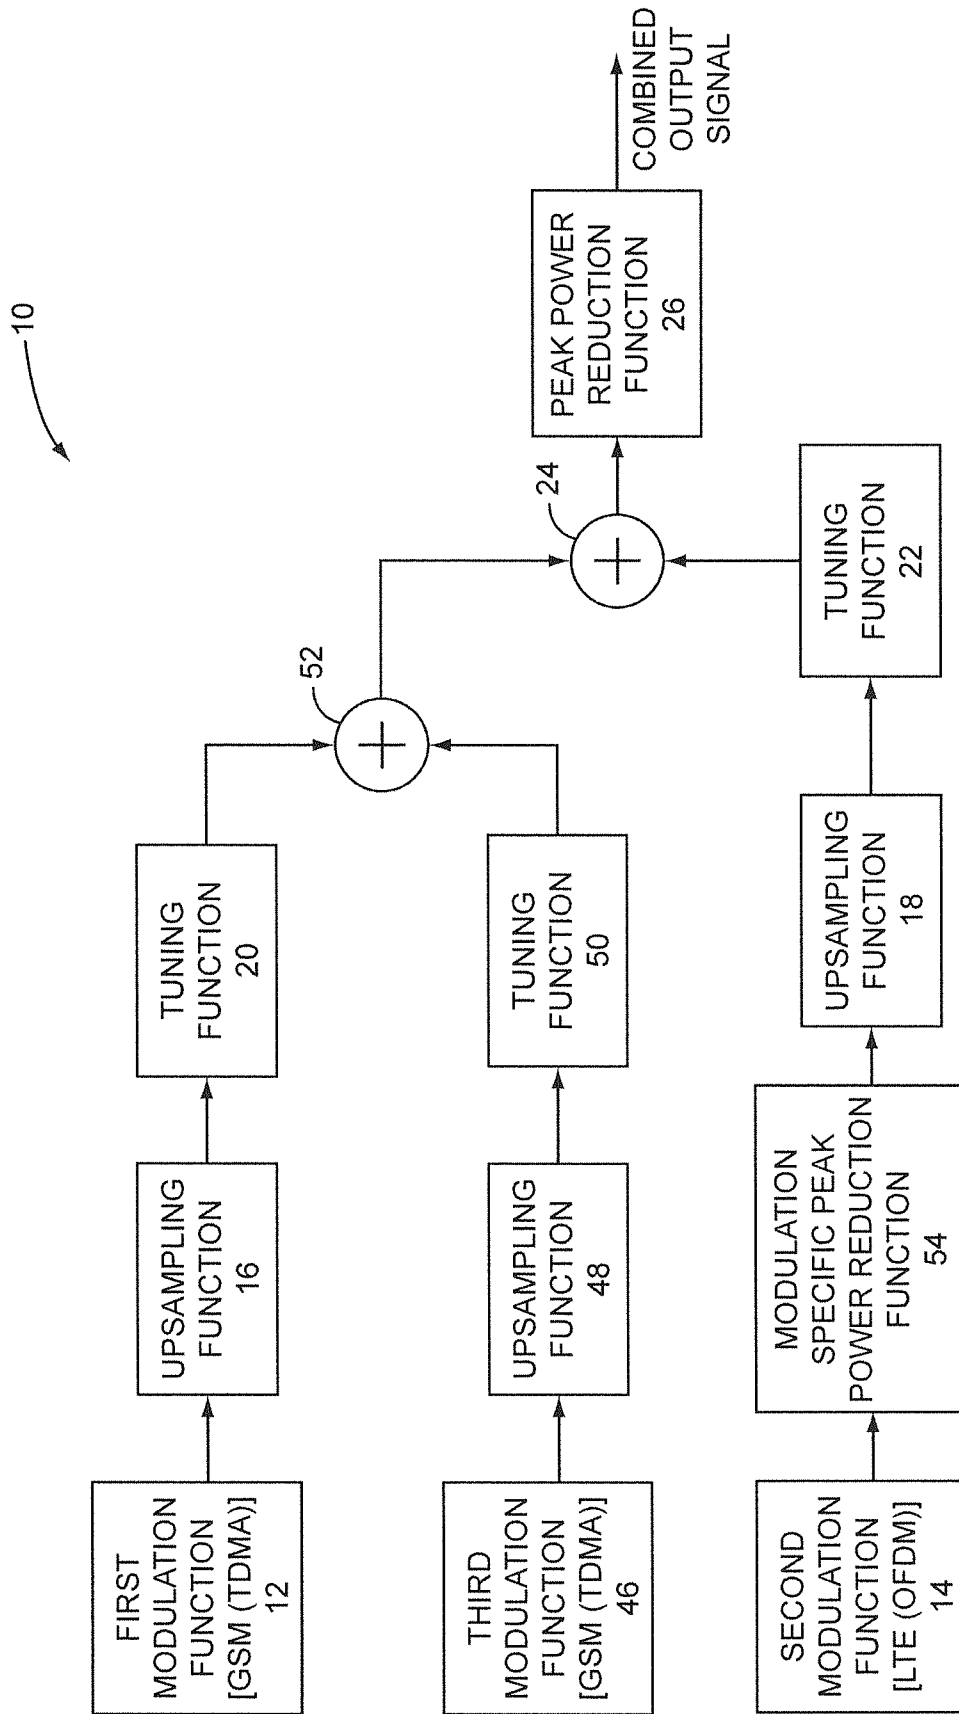 10
FIRST
MODULATION
FUNCTION
[GSM (TDMA)]
12
UPSAMPLING
FUNCTION
16
TUNING
FUNCTION
20
52
THIRD
MODULATION
FUNCTION
[GSM (TDMA)]
46
UPSAMPLING
FUNCTION
48
TUNING
FUNCTION
50
+
24
+
PEAK POWER
REDUCTION
FUNCTION
26
COMBINED
OUTPUT
SIGNAL
SECOND
MODULATION
FUNCTION
[LTE (OFDM)]
14
MODULATION
SPECIFIC PEAK
POWER REDUCTION
FUNCTION
54
UPSAMPLING
FUNCTION
18
TUNING
FUNCTION
22